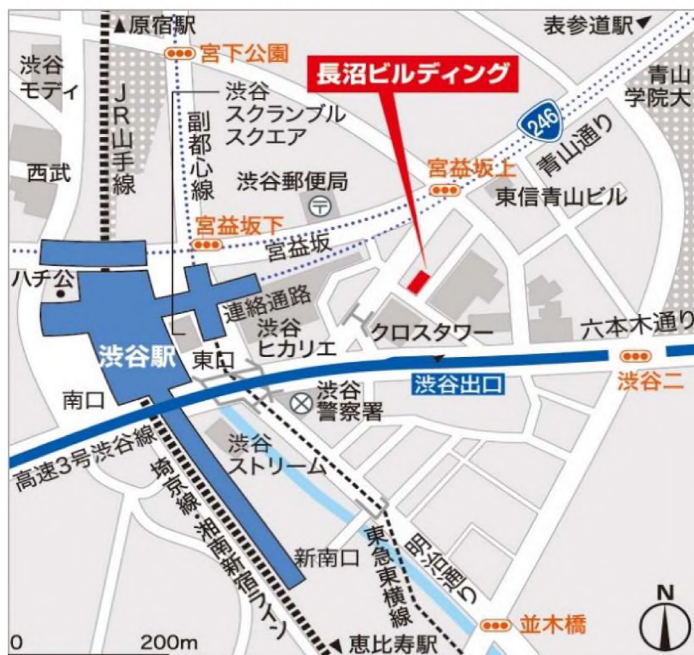 原宿駅
表参道駅
宮下公園
渋谷
モディ
JR山手線
副都心線
渋谷
スクランブル
スクエア
長沼ビルディング
青山
学院大
246
青山通り
西武
渋谷郵便局
宮益坂上
東信青山ビル
宮益坂下
宮益坂
ハチ公
連絡通路
渋谷駅
東口
渋谷
ヒカリエ
クロスタワー
六本木通り
渋谷出口
渋谷二
南口
渋谷
警察署
高速3号渋谷線
渋谷
ストリーム
埼京線・湘南新宿ライン
新南口
東急東横線
明治通り
並木橋
N
0
200m
恵比寿駅